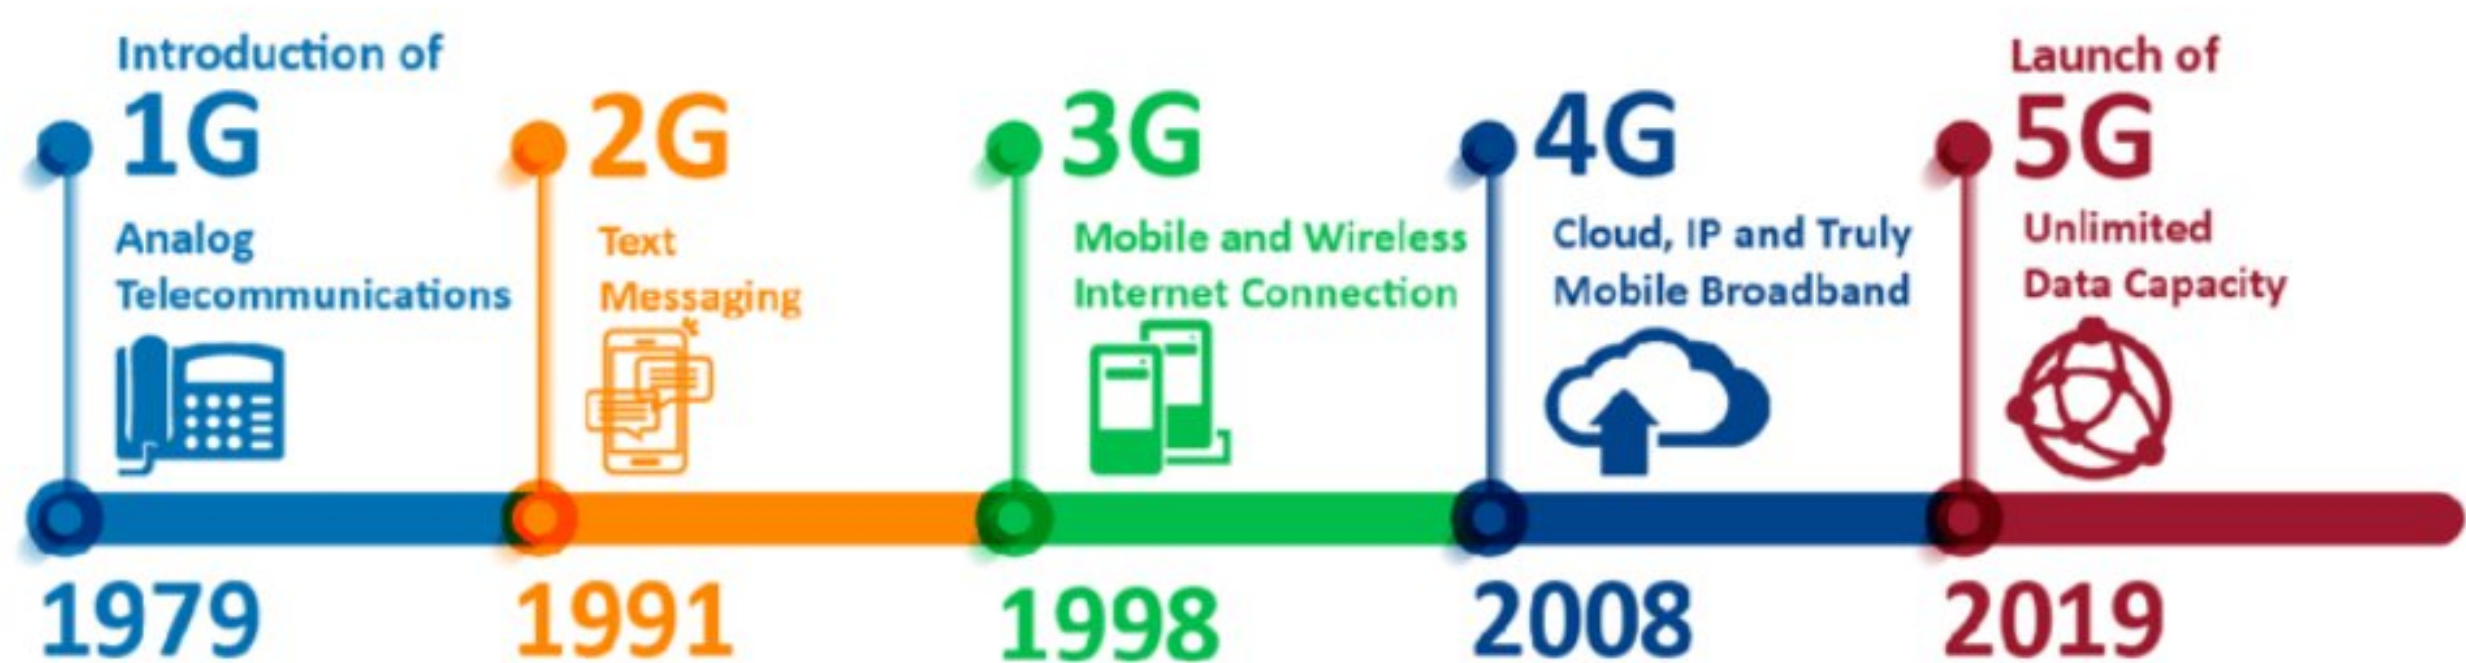 Introduction of
1G
Analog
Telecommunications
1979
2G
Text
Messaging
1991
3G
Mobile and Wireless
Internet Connection
1998
4G
Cloud, IP and Truly
Mobile Broadband
2008
Launch of
5G
Unlimited
Data Capacity
2019